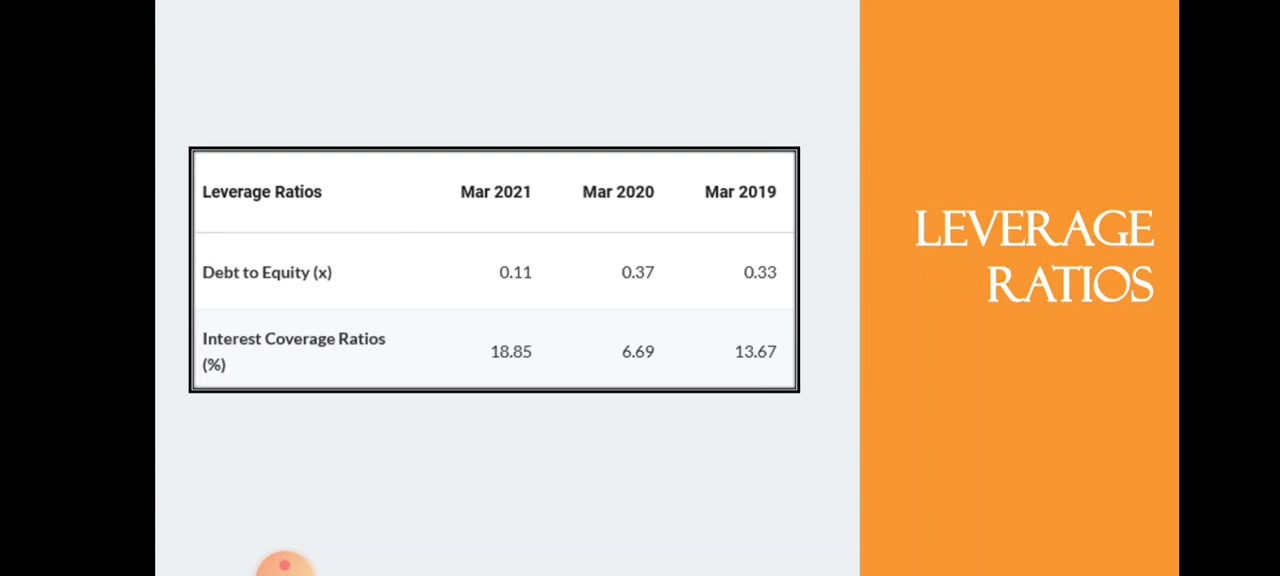 Leverage Ratios Mar 2021 Mar 2020 Mar 2019
Debt to Equity (x) 0.11 0.37 0.33
Interest Coverage Ratios
(%) 18.85 6.69 13.67
LEVERAGE
RATIOS